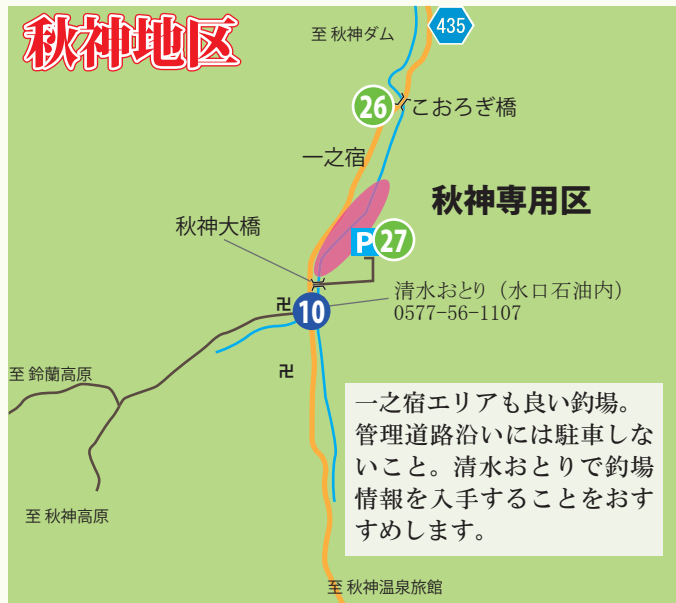 秋神地区
至 秋神ダム
435
26
こおろぎ橋
一之宿
秋神専用区
秋神大橋
P
27
清水おとり（水口石油内）
0577-56-1107
10
卍
卍
至 鈴蘭高原
至 秋神高原
一之宿エリアも良い釣場。
管理道路沿いには駐車しな
いこと。清水おとりで釣場
情報を入手することをおす
すめします。
至 秋神温泉旅館